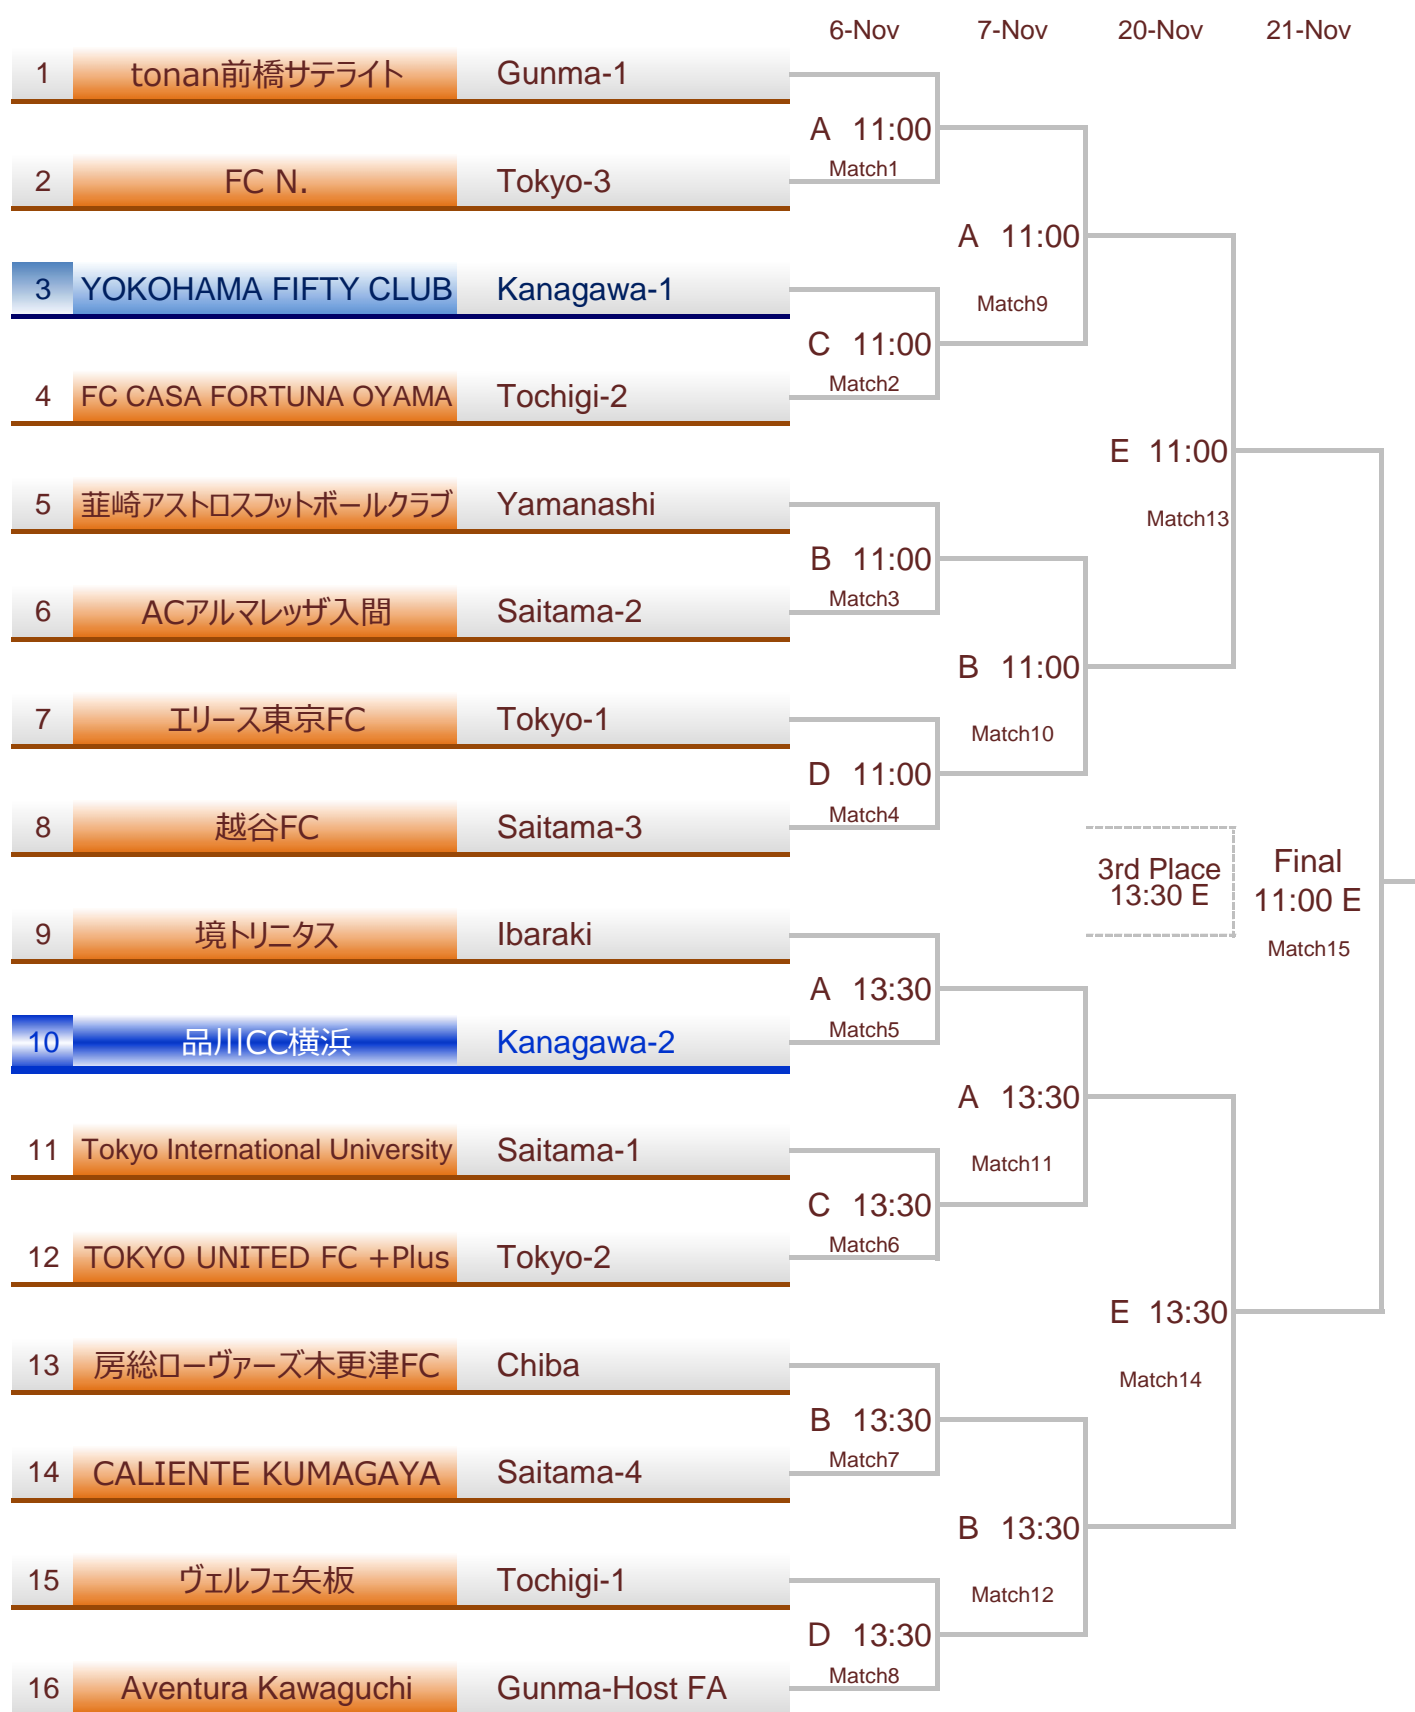 6-Nov 7-Nov 20-Nov 21-Nov
1 tonan前橋サテライト Gunma-1
A 11:00
Match1
2 FC N. Tokyo-3
A 11:00
3 YOKOHAMA FIFTY CLUB Kanagawa-1
Match9
C 11:00
Match2
4 FC CASA FORTUNA OYAMA Tochigi-2
E 11:00
5 韮崎アストロスフットボールクラブ Yamanashi
Match13
B 11:00
Match3
6 ACアルマレッザ入間 Saitama-2
B 11:00
7 エリース東京FC Tokyo-1
Match10
D 11:00
Match4
8 越谷FC Saitama-3
3rd Place
13:30 E
Final
11:00 E
Match15
9 境トリニタス Ibaraki
A 13:30
Match5
10 品川CC横浜 Kanagawa-2
A 13:30
11 Tokyo International University Saitama-1
Match11
C 13:30
Match6
12 TOKYO UNITED FC +Plus Tokyo-2
E 13:30
13 房総ローヴァーズ木更津FC Chiba
Match14
B 13:30
Match7
14 CALIENTE KUMAGAYA Saitama-4
B 13:30
15 ヴェルフェ矢板 Tochigi-1
Match12
D 13:30
Match8
16 Aventura Kawaguchi Gunma-Host FA